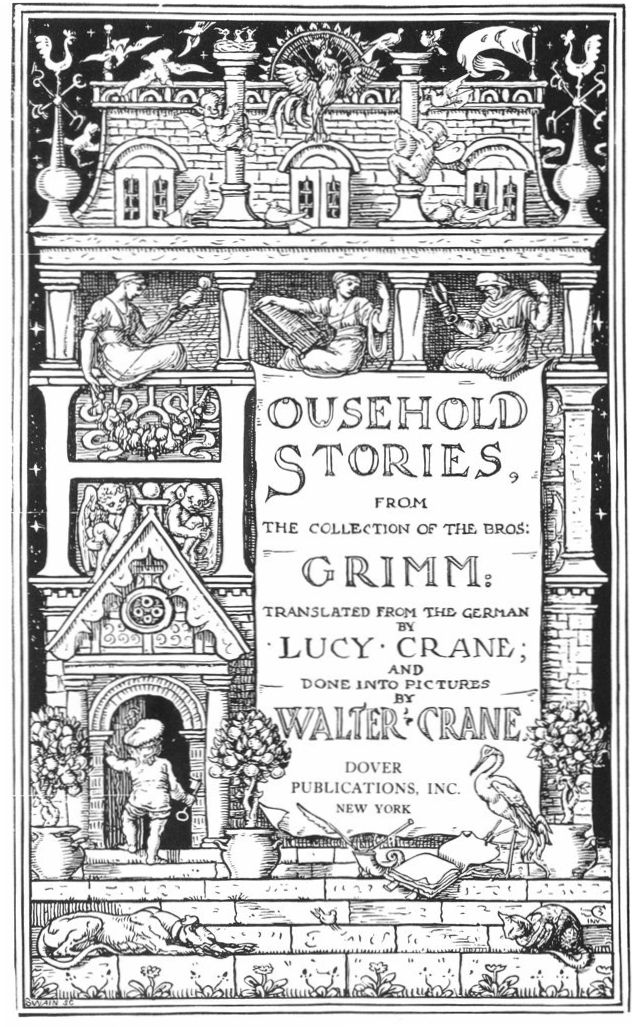 OUSEHOLD
STORIES,
FROM
THE COLLECTION OF THE BROS:
GRIMM:
TRANSLATED FROM THE GERMAN
BY
· LUCY · CRANE;
AND
DONE INTO PICTURES
BY
WALTER · CRANE
DOVER
PUBLICATIONS, INC.
NEW YORK
INV
SWAIN SC